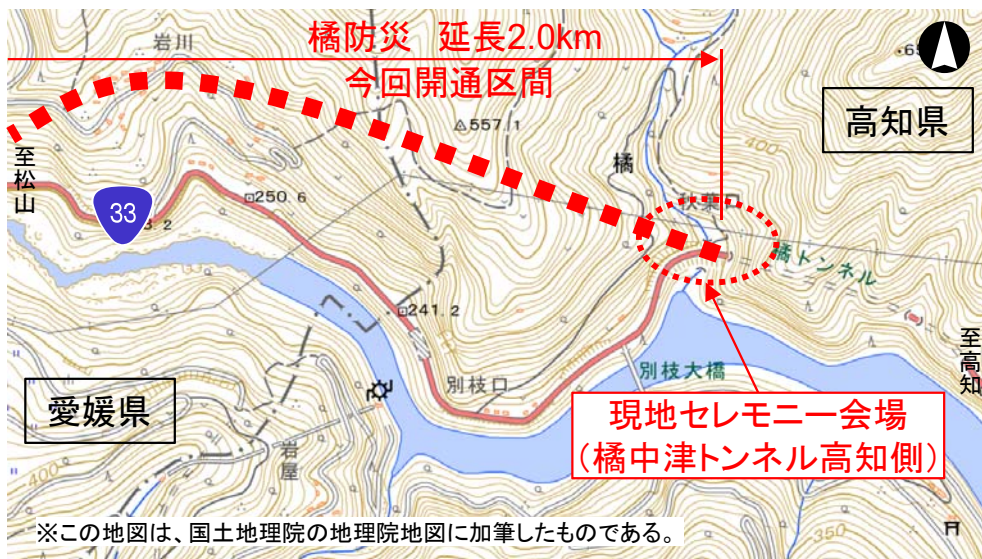 橘防災 延長2.0km
今回開通区間
岩川
557.1
高知県
400
至松山
橘
250.6
33
3.2
秋葉口
橘トンネル
241.2
至高知
別枝口
別枝大橋
愛媛県
岩屋
現地セレモニー会場
(橘中津トンネル高知側)
400
350
※この地図は、国土地理院の地理院地図に加筆したものである。